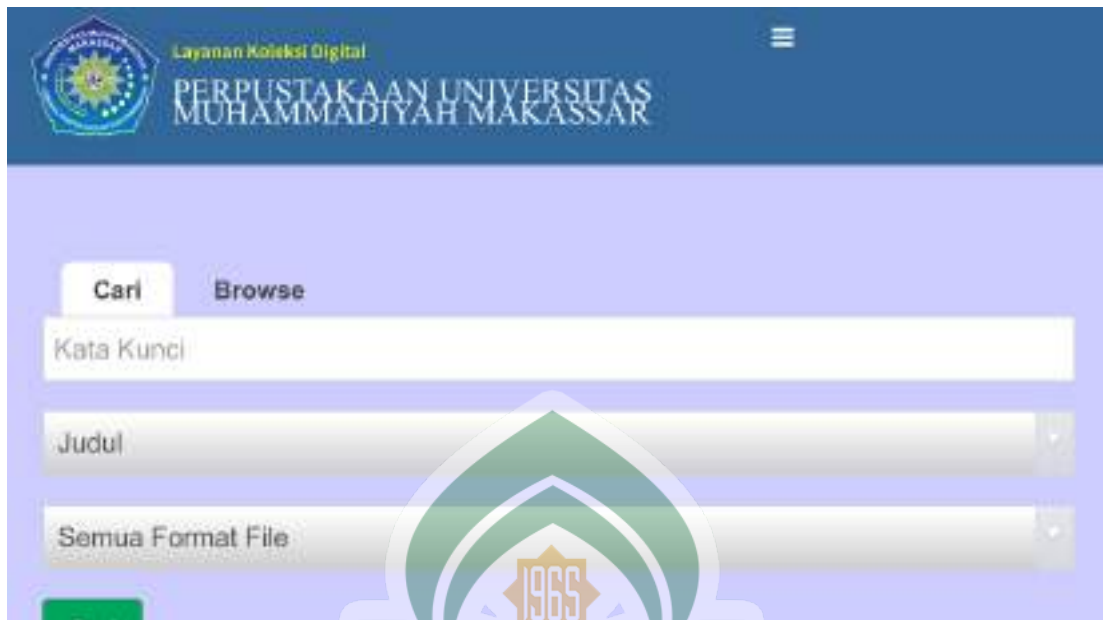 Layanan Koleksi Digital
PERPUSTAKAAN UNIVERSITAS
MUHAMMADIYAH MAKASSAR
Cari Browse
Kata Kunci
Judul
Semua Format File
1965